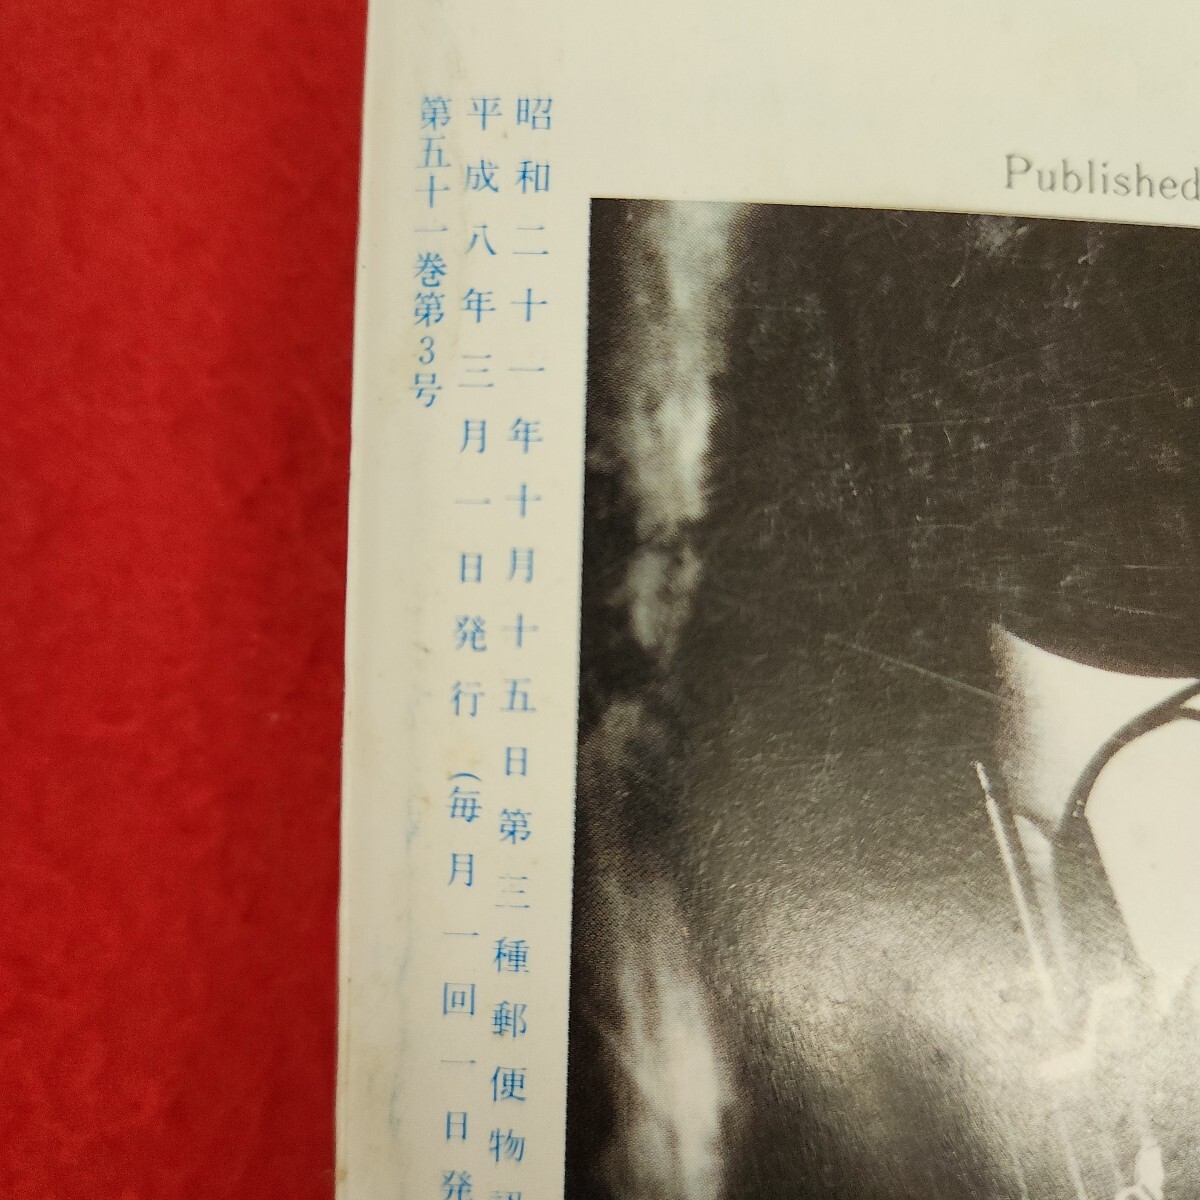 昭和二十一年十月十五日第三種郵便物認
平成八年三月一日発行(毎月一回一日発
第五十一巻第3号
Published